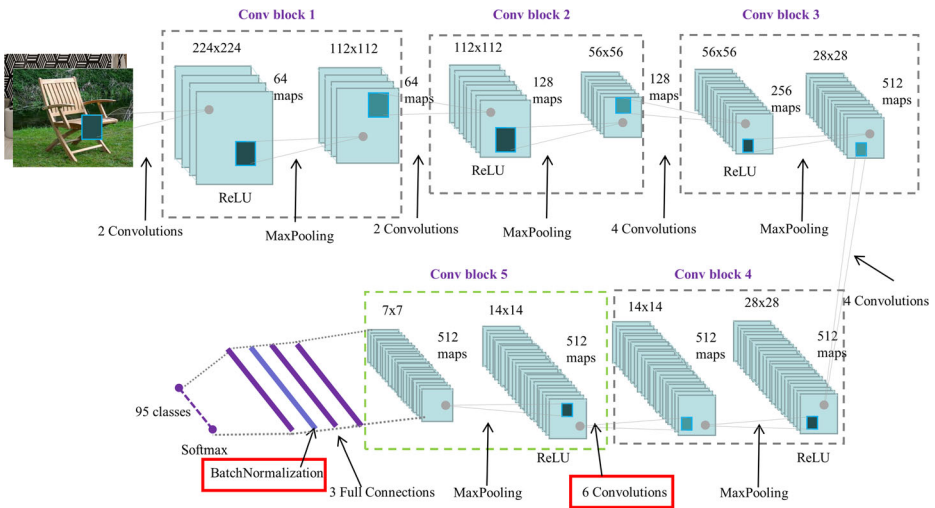 Conv block 1
Conv block 2
Conv block 3
224x224
112x112
112x112
56x56
56x56
28x28
64
maps
64
maps
128
maps
128
maps
256
maps
512
maps
ReLU
ReLU
ReLU
2 Convolutions
MaxPooling
2 Convolutions
MaxPooling
4 Convolutions
MaxPooling
Conv block 5
Conv block 4
4 Convolutions
7x7
14x14
14x14
28x28
512
maps
512
maps
512
maps
512
maps
95 classes
Softmax
ReLU
ReLU
BatchNormalization
3 Full Connections
MaxPooling
6 Convolutions
MaxPooling